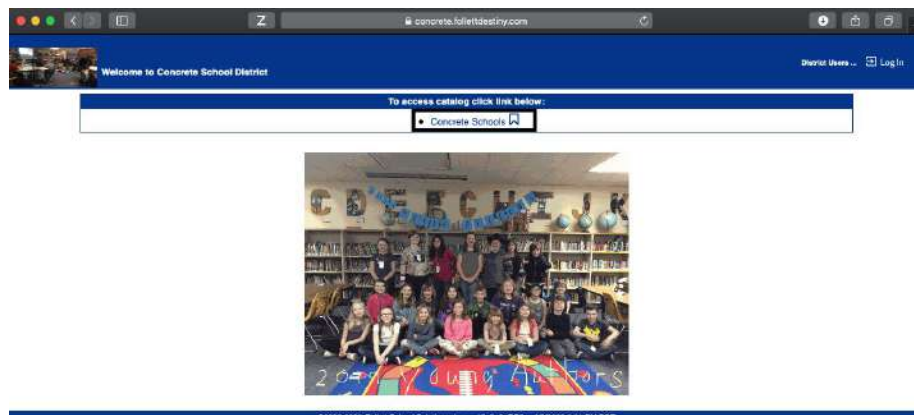 Z
concrete.follettdestiny.com
Welcome to Concrete School District
District Users ...
Log In
To access catalog click link below:
• Concrete Schools
C D E F G H I J K
Young Authors